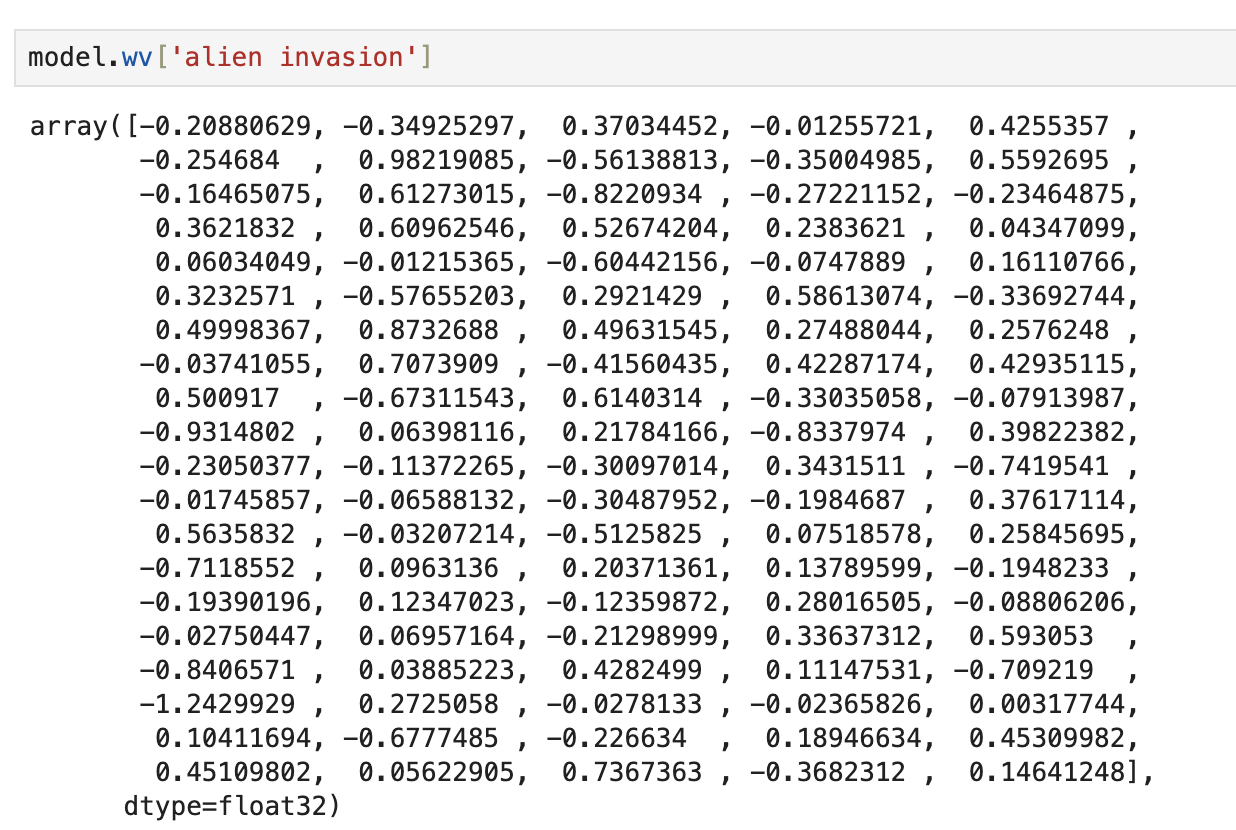 model.wv['alien invasion']
array([-0.20880629, -0.34925297,  0.37034452, -0.01255721,  0.4255357 ,
       -0.254684  ,  0.98219085, -0.56138813, -0.35004985,  0.5592695 ,
       -0.16465075,  0.61273015, -0.8220934 , -0.27221152, -0.23464875,
        0.3621832 ,  0.60962546,  0.52674204,  0.2383621 ,  0.04347099,
        0.06034049, -0.01215365, -0.60442156, -0.0747889 ,  0.16110766,
        0.3232571 , -0.57655203,  0.2921429 ,  0.58613074, -0.33692744,
        0.49998367,  0.8732688 ,  0.49631545,  0.27488044,  0.2576248 ,
       -0.03741055,  0.7073909 , -0.41560435,  0.42287174,  0.42935115,
        0.500917  , -0.67311543,  0.6140314 , -0.33035058, -0.07913987,
       -0.9314802 ,  0.06398116,  0.21784166, -0.8337974 ,  0.39822382,
       -0.23050377, -0.11372265, -0.30097014,  0.3431511 , -0.7419541 ,
       -0.01745857, -0.06588132, -0.30487952, -0.1984687 ,  0.37617114,
        0.5635832 , -0.03207214, -0.5125825 ,  0.07518578,  0.25845695,
       -0.7118552 ,  0.0963136 ,  0.20371361,  0.13789599, -0.1948233 ,
       -0.19390196,  0.12347023, -0.12359872,  0.28016505, -0.08806206,
       -0.02750447,  0.06957164, -0.21298999,  0.33637312,  0.593053  ,
       -0.8406571 ,  0.03885223,  0.4282499 ,  0.11147531, -0.709219  ,
       -1.2429929 ,  0.2725058 , -0.0278133 , -0.02365826,  0.00317744,
        0.10411694, -0.6777485 , -0.226634  ,  0.18946634,  0.45309982,
        0.45109802,  0.05622905,  0.7367363 , -0.3682312 ,  0.14641248],
      dtype=float32)